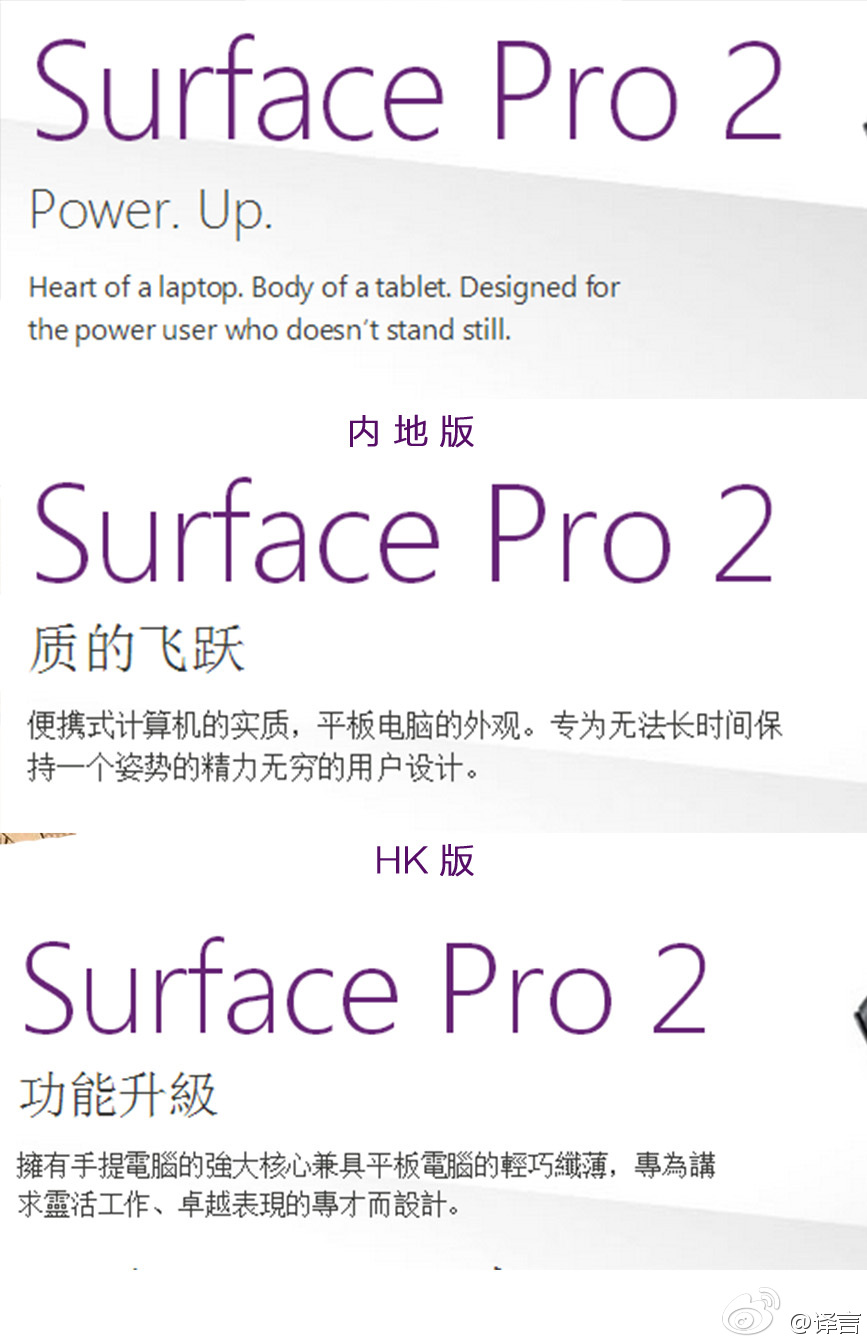 Surface Pro 2
Power. Up.
Heart of a laptop. Body of a tablet. Designed for
the power user who doesn't stand still.
内地版
Surface Pro 2
质的飞跃
便携式计算机的实质，平板电脑的外观。专为无法长时间保
持一个姿势的精力无穷的用户设计。
HK 版
Surface Pro 2
功能升級
擁有手提電腦的強大核心兼具平板電腦的輕巧纖薄，專為講
求靈活工作、卓越表現的專才而設計。
@译言